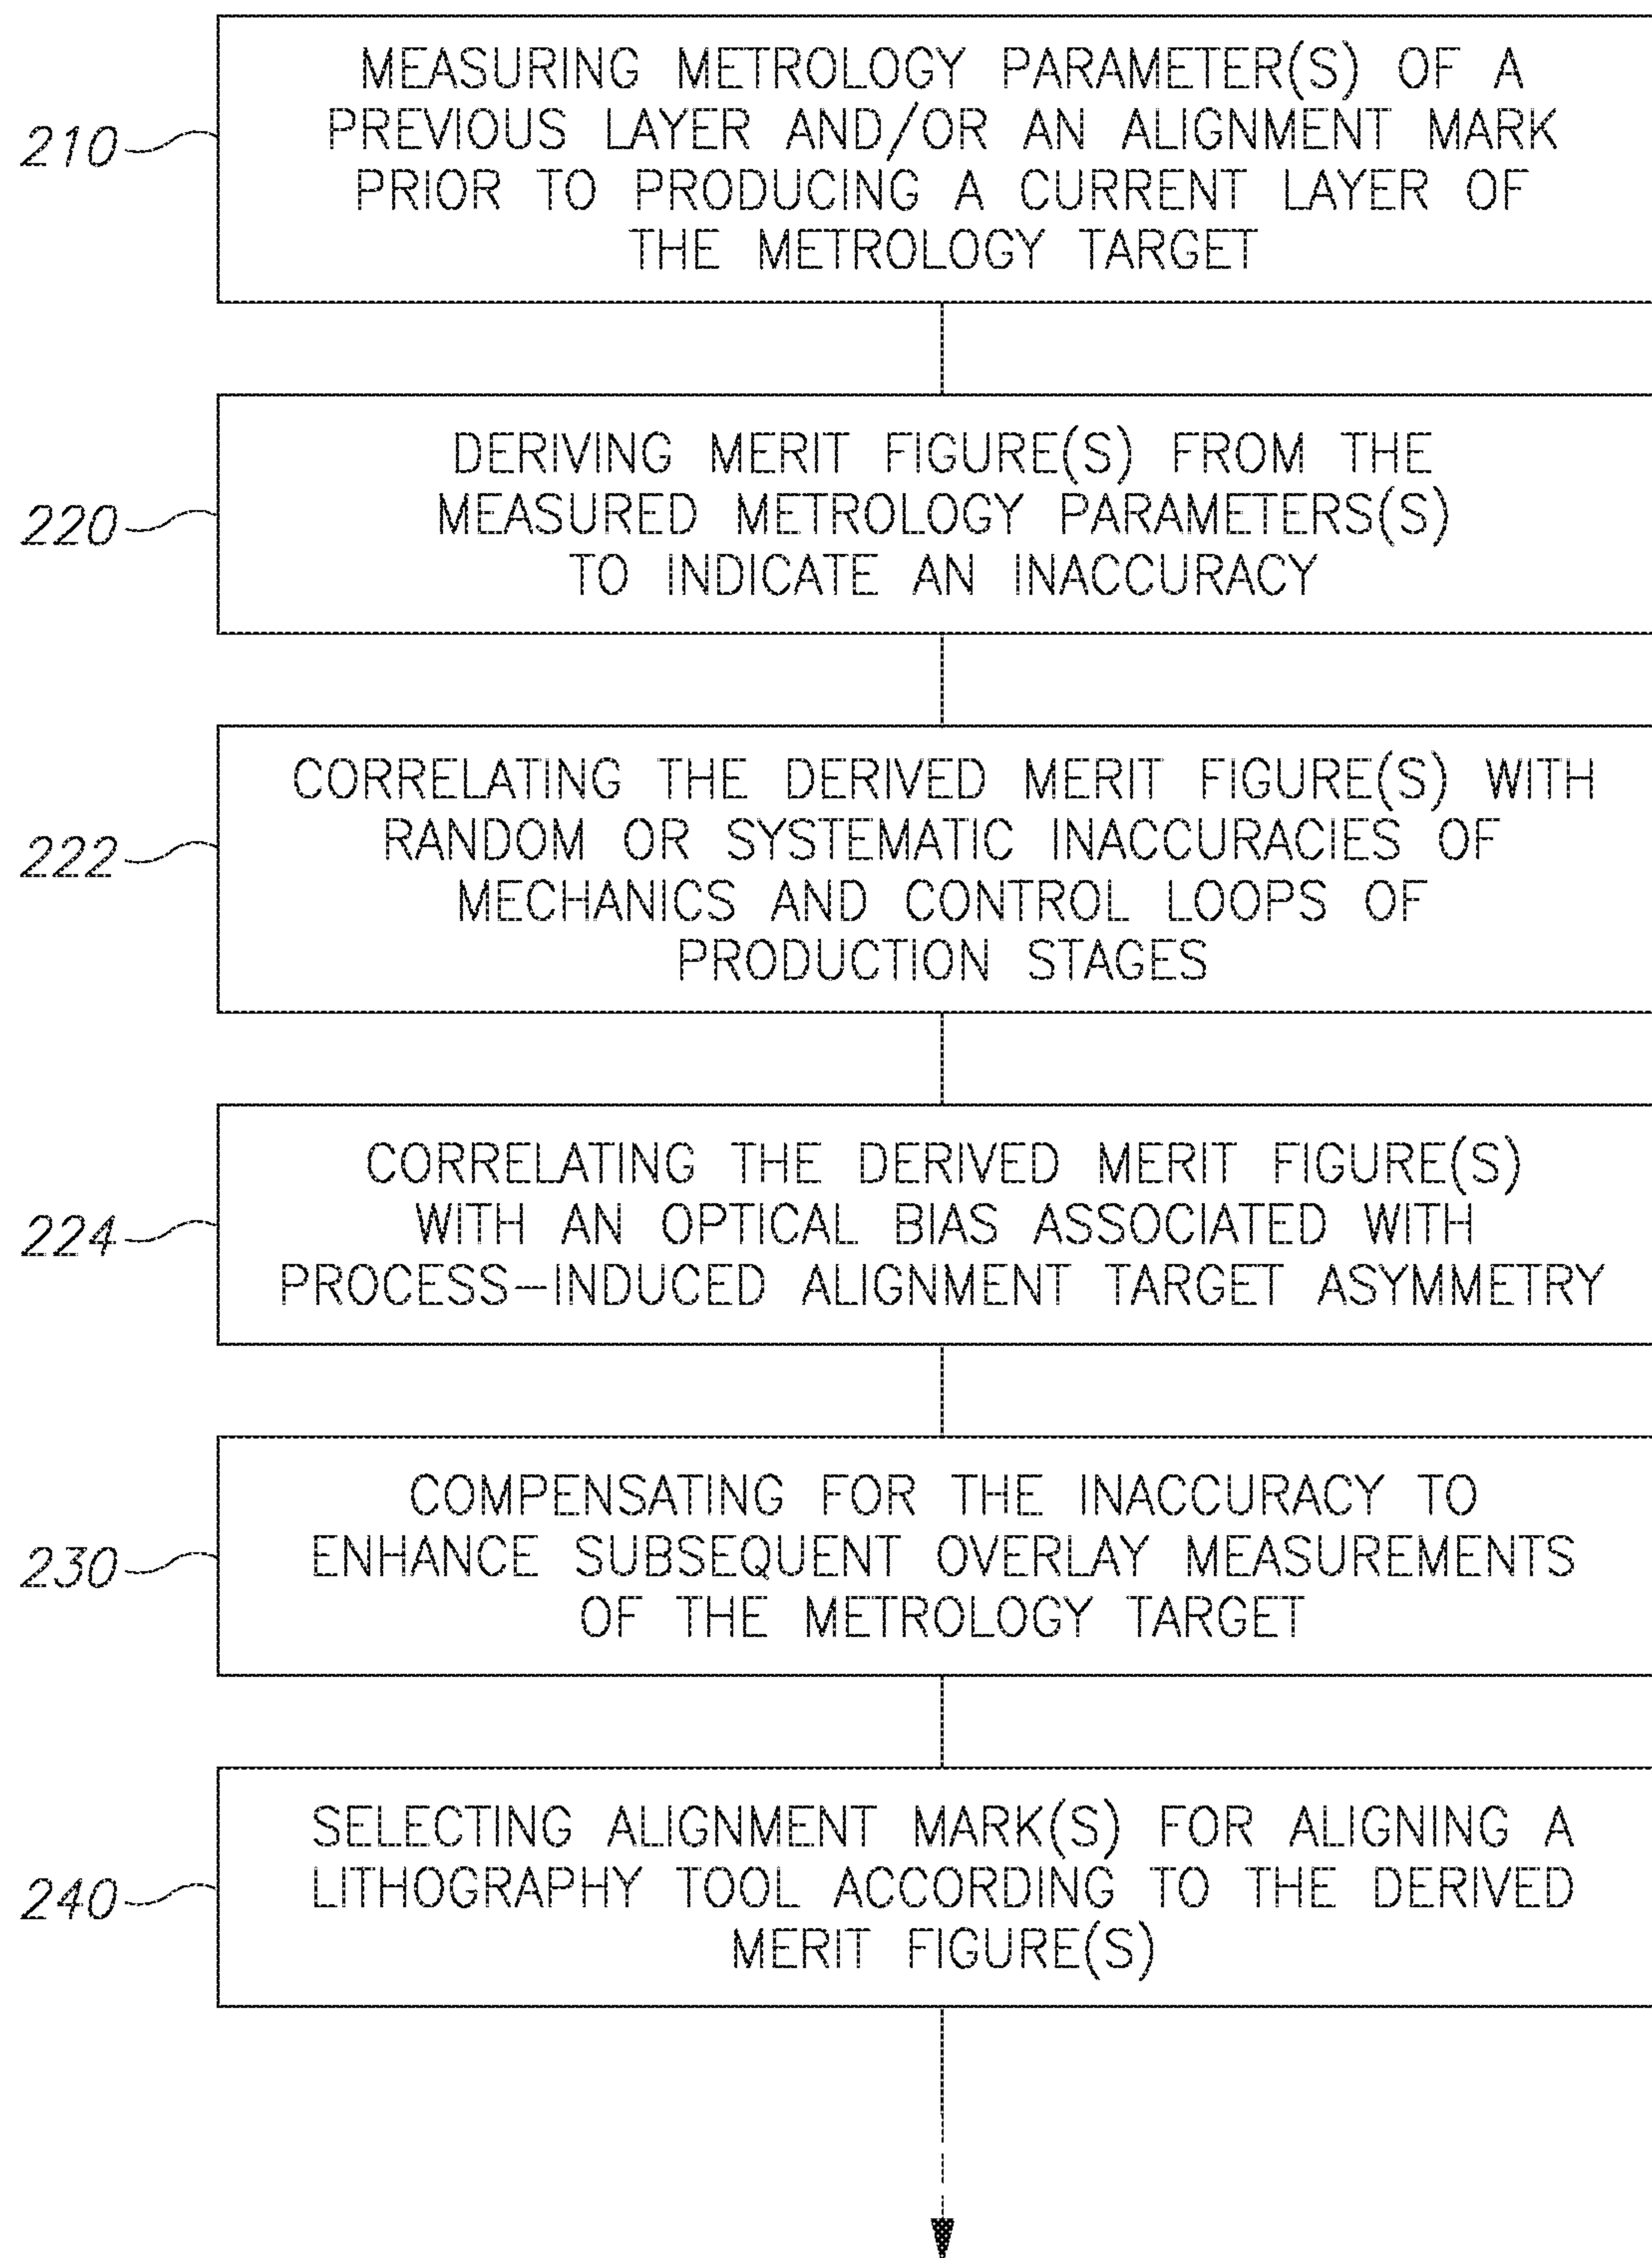 MEASURING METROLOGY PARAMETER(S) OF A
PREVIOUS LAYER AND/OR AN ALIGNMENT MARK
PRIOR TO PRODUCING A CURRENT LAYER OF
THE METROLOGY TARGET
210
DERIVING MERIT FIGURE(S) FROM THE
MEASURED METROLOGY PARAMETERS(S)
TO INDICATE AN INACCURACY
220
CORRELATING THE DERIVED MERIT FIGURE(S) WITH
RANDOM OR SYSTEMATIC INACCURACIES OF
MECHANICS AND CONTROL LOOPS OF
PRODUCTION STAGES
222
CORRELATING THE DERIVED MERIT FIGURE(S)
WITH AN OPTICAL BIAS ASSOCIATED WITH
PROCESS-INDUCED ALIGNMENT TARGET ASYMMETRY
224
COMPENSATING FOR THE INACCURACY TO
ENHANCE SUBSEQUENT OVERLAY MEASUREMENTS
OF THE METROLOGY TARGET
230
SELECTING ALIGNMENT MARK(S) FOR ALIGNING A
LITHOGRAPHY TOOL ACCORDING TO THE DERIVED
MERIT FIGURE(S)
240